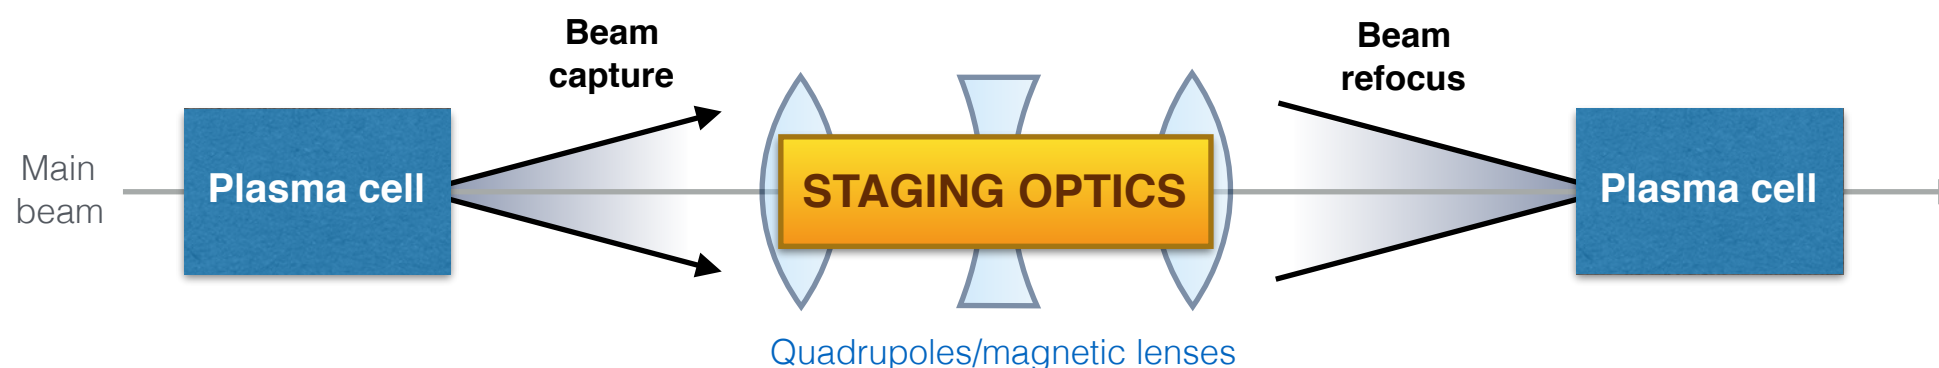 Beam
capture
Beam
refocus
Main
beam
Plasma cell
STAGING OPTICS
Plasma cell
Quadrupoles/magnetic lenses